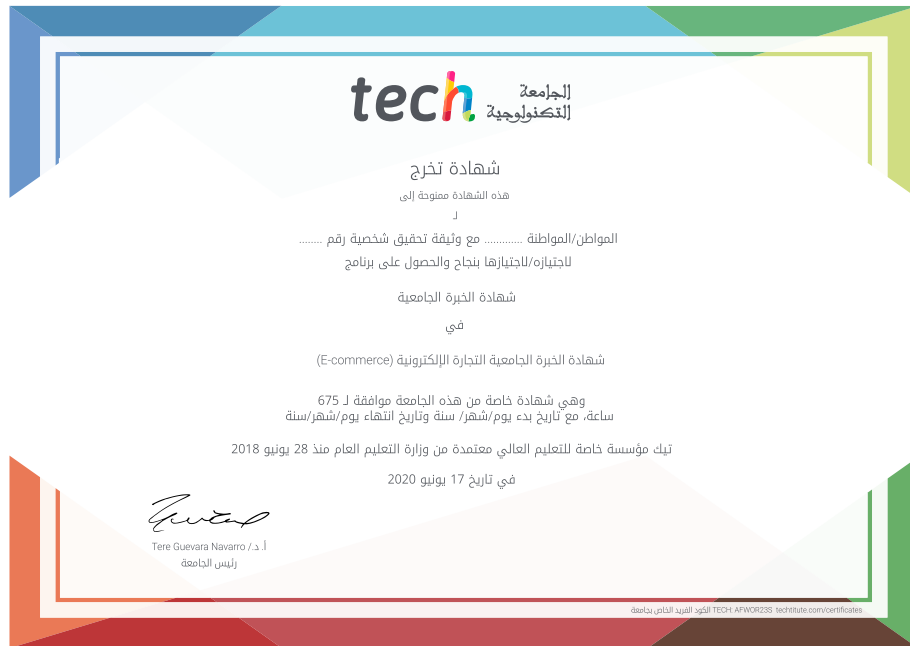 tech الجامعة
التكنولوجية
شهادة تخرج
هذه الشهادة ممنوحة إلى
لـ
المواطن/المواطنة ............ مع وثيقة تحقيق شخصية رقم ........
لاجتيازه/لاجتيازها بنجاح والحصول على برنامج
شهادة الخبرة الجامعية
في
شهادة الخبرة الجامعية التجارة الإلكترونية (E-commerce)
وهي شهادة خاصة من هذه الجامعة موافقة لـ 675
ساعة، مع تاريخ بدء يوم/شهر/ سنة وتاريخ انتهاء يوم/شهر/سنة
تيك مؤسسة خاصة للتعليم العالي معتمدة من وزارة التعليم العام منذ 28 يونيو 2018
في تاريخ 17 يونيو 2020
أ. د./ Tere Guevara Navarro
رئيس الجامعة
الكود الفريد الخاص بجامعة TECH: AFWOR23S techtitute.com/certificates